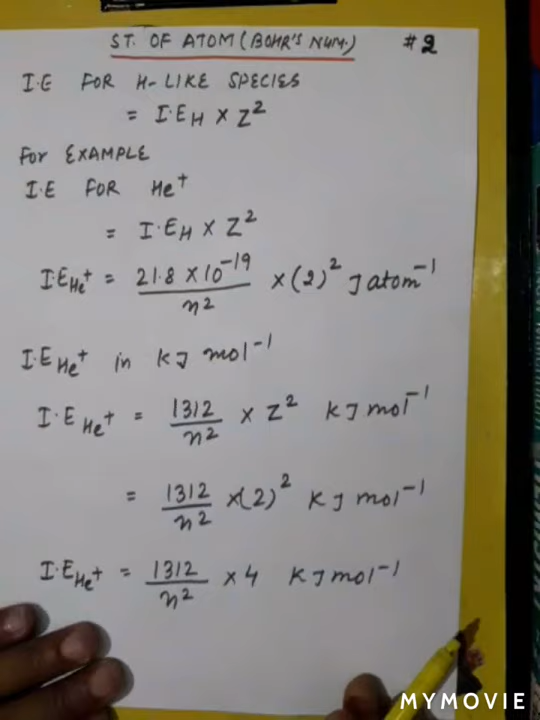 ST. OF ATOM (BOHR'S NUM.) #2
I.E FOR H-LIKE SPECIES
= I.E_H × Z²
FOR EXAMPLE
I.E FOR He⁺
= I.E_H × Z²
I.E_He⁺ = 21.8 × 10⁻¹⁹ / n² × (2)² J atom⁻¹
I.E_He⁺ in KJ mol⁻¹
I.E_He⁺ = 1312 / n² × Z² KJ mol⁻¹
= 1312 / n² × (2)² KJ mol⁻¹
I.E_He⁺ = 1312 / n² × 4 KJ mol⁻¹
MYMOVIE